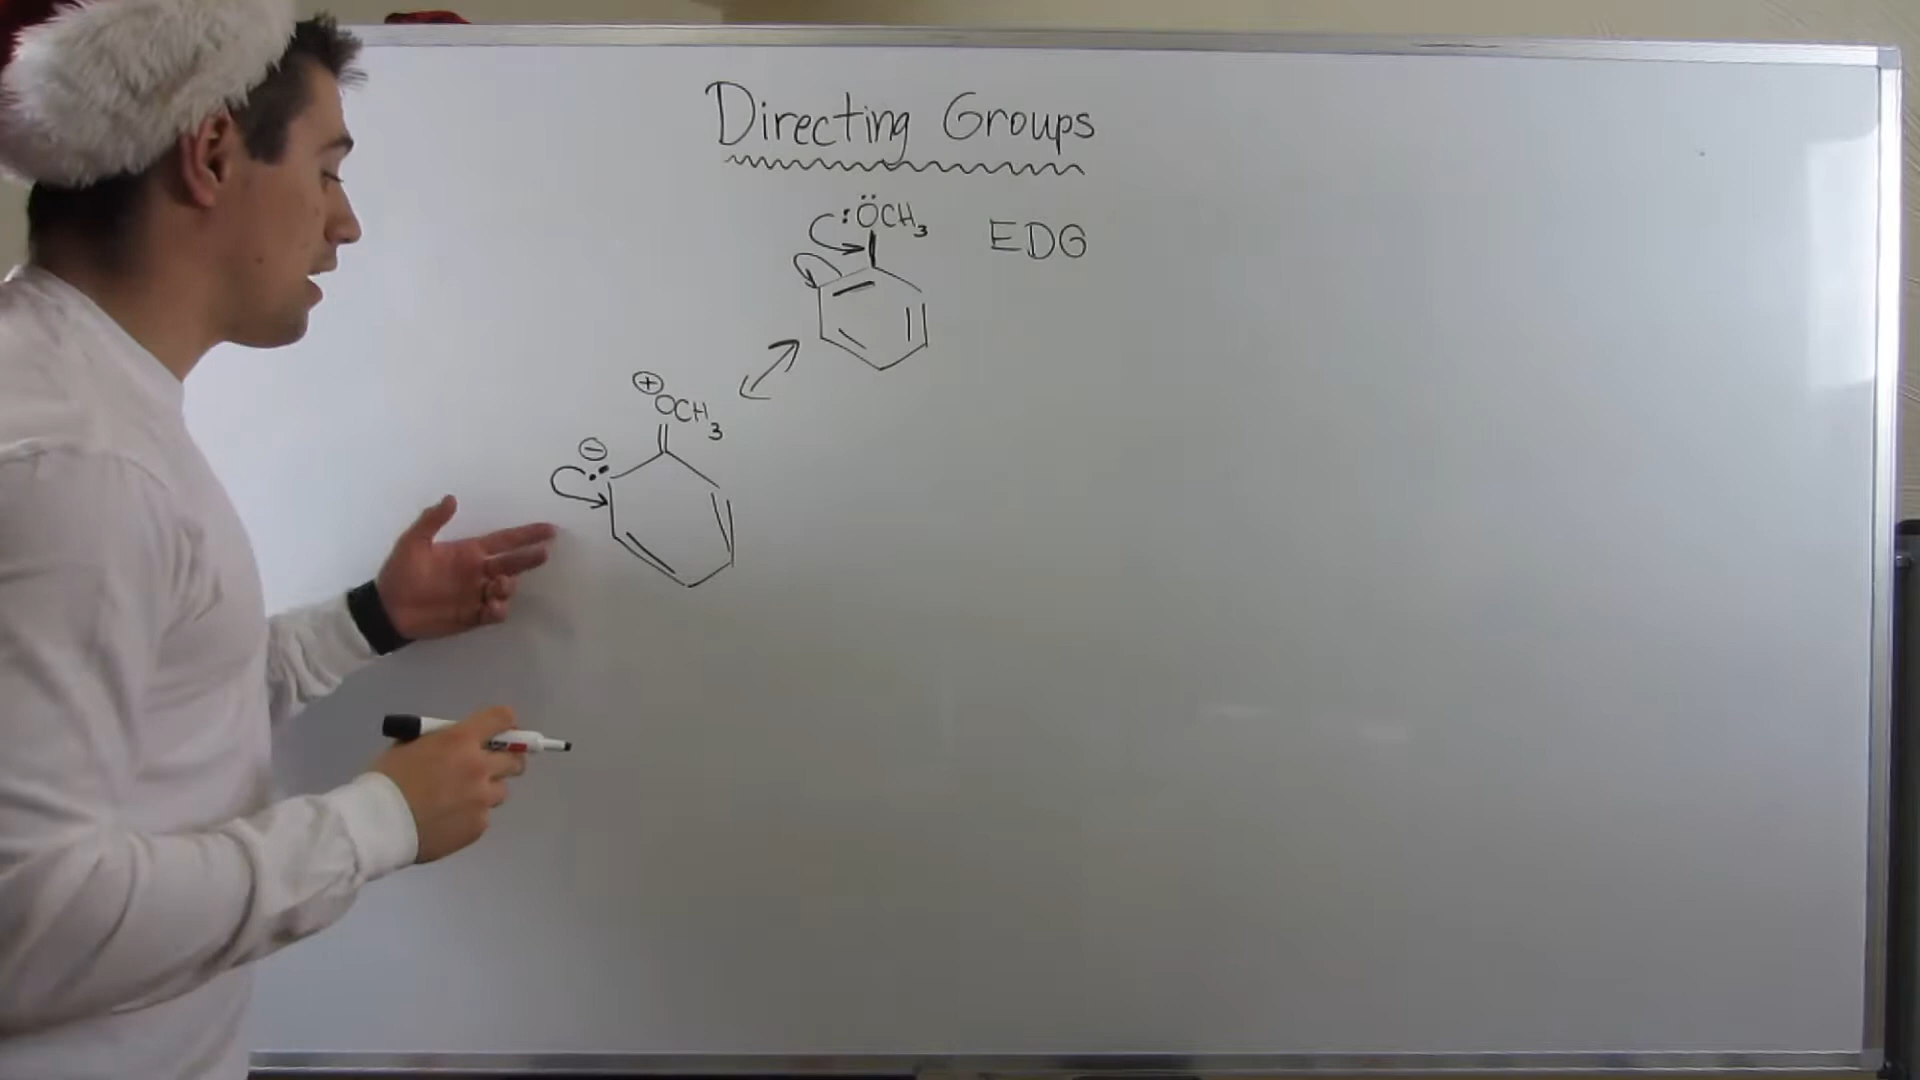 Directing Groups
:ÖCH₃ EDG
⊕
OCH₃
⊖